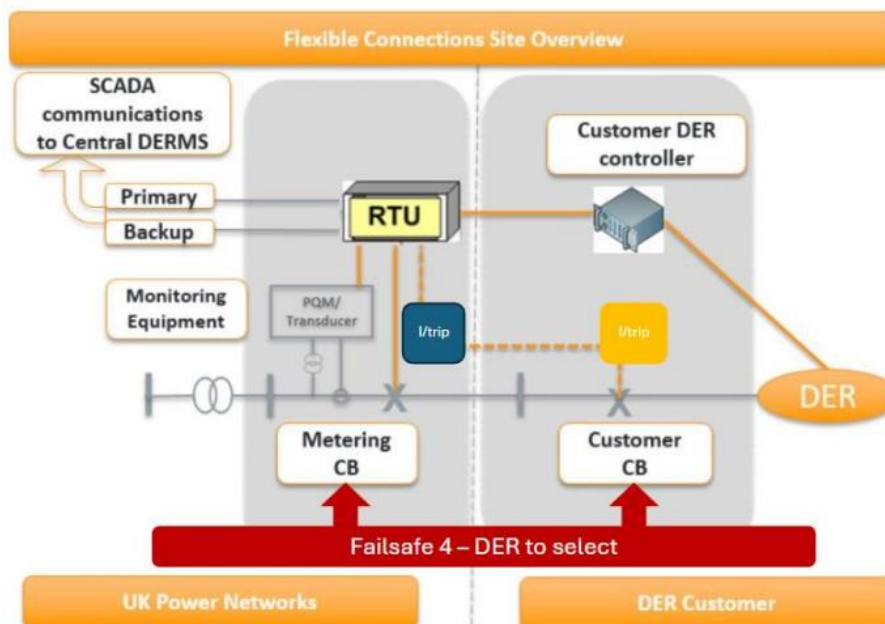 Flexible Connections Site Overview
SCADA
communications
to Central DERMS
Customer DER
controller
Primary
RTU
Backup
Monitoring
Equipment
PQM/
Transducer
I/trip
I/trip
DER
Metering
CB
Customer
CB
Failsafe 4 – DER to select
UK Power Networks
DER Customer